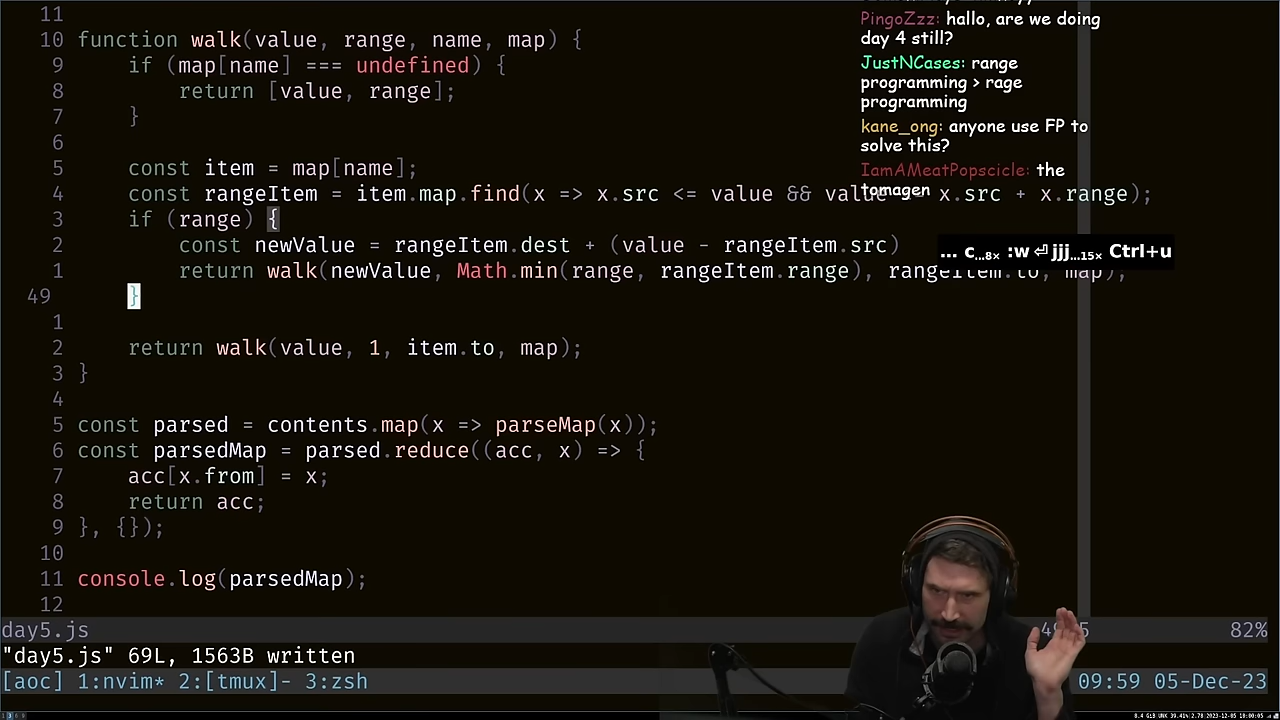 11
10 function walk(value, range, name, map) {
9 if (map[name] === undefined) {
8 return [value, range];
7 }
6
5 const item = map[name];
4 const rangeItem = item.map.find(x => x.src <= value && x.src + x.range);
3 if (range) {
2 const newValue = rangeItem.dest + (value - rangeItem.src)
1 return walk(newValue, Math.min(range, rangeItem.range), rangeItem.to, map);
49 }
1
2 return walk(value, 1, item.to, map);
3 }
4
5 const parsed = contents.map(x => parseMap(x));
6 const parsedMap = parsed.reduce((acc, x) => {
7 acc[x.from] = x;
8 return acc;
9 }, {});
10
11 console.log(parsedMap);
12
day5.js 82%
"day5.js" 69L, 1563B written
[aoc] 1:nvim* 2:[tmux]- 3:zsh 09:59 05-Dec-23
PingoZzz: hallo, are we doing
day 4 still?
JustNCases: range
programming > rage
programming
kane_ong: anyone use FP to
solve this?
IamAMeatPopscicle: the
tomagen
... c...8× :w⏎jjj...15× Ctrl+u